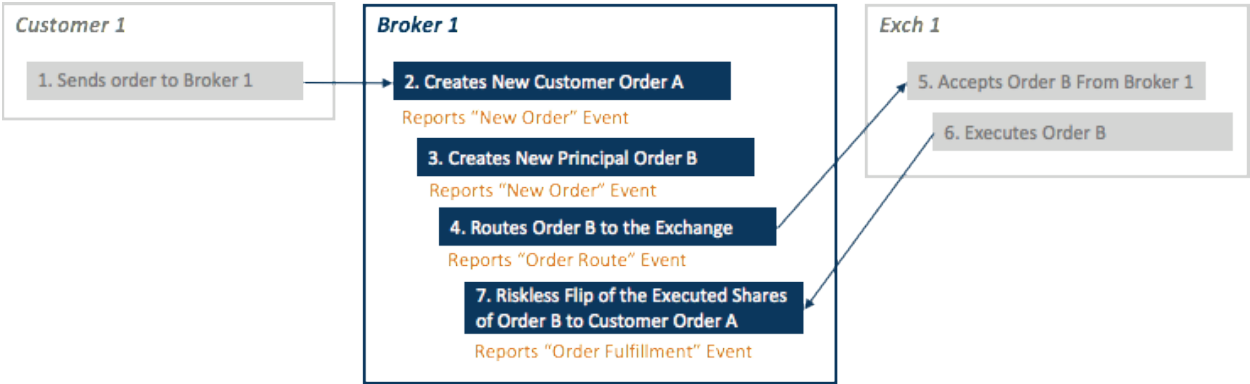 Customer 1
1. Sends order to Broker 1
Broker 1
2. Creates New Customer Order A
Reports "New Order" Event
3. Creates New Principal Order B
Reports "New Order" Event
4. Routes Order B to the Exchange
Reports "Order Route" Event
7. Riskless Flip of the Executed Shares
of Order B to Customer Order A
Reports "Order Fulfillment" Event
Exch 1
5. Accepts Order B From Broker 1
6. Executes Order B